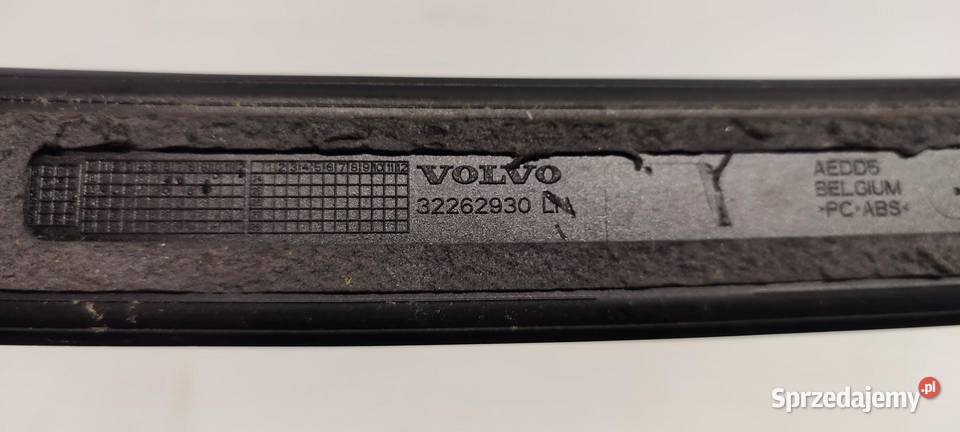 1 2 3 4 5 6 7 8 9 10 11 12
VOLVO
32262930 LH
AEDD5
BELGIUM
>PC+ABS<
Sprzedajemy.pl